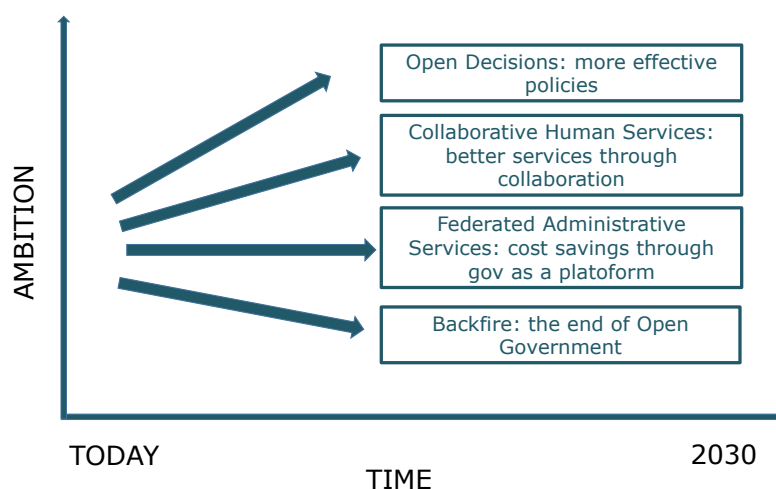 AMBITION
Open Decisions: more effective
policies
Collaborative Human Services:
better services through
collaboration
Federated Administrative
Services: cost savings through
gov as a platoform
Backfire: the end of Open
Government
TODAY
2030
TIME